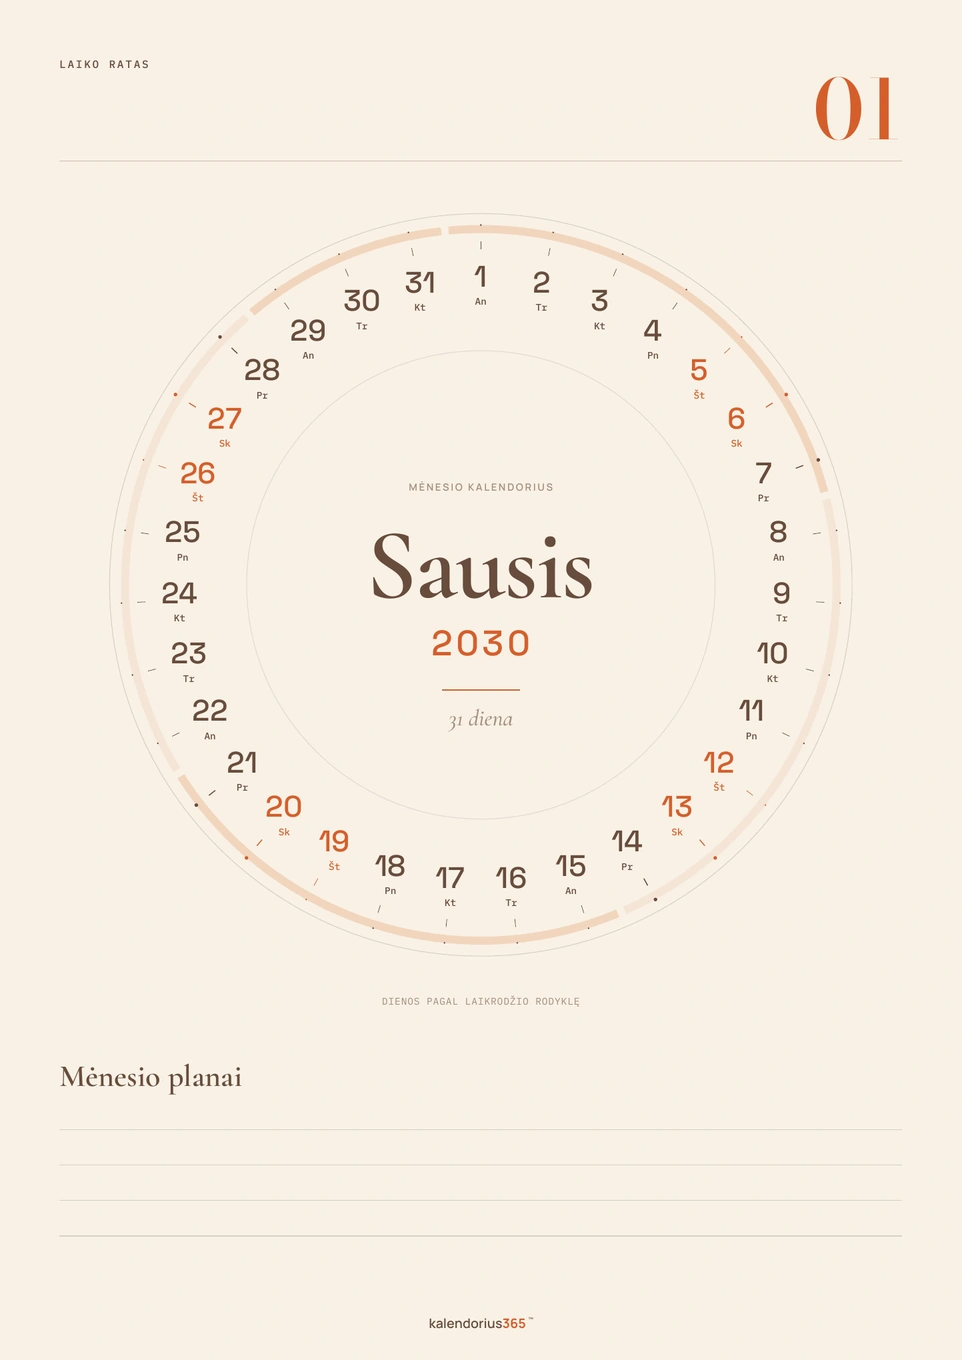 LAIKO RATAS
01
1
An
2
Tr
3
Kt
4
Pn
5
Št
6
Sk
7
Pr
8
An
9
Tr
10
Kt
11
Pn
12
Št
13
Sk
14
Pr
15
An
16
Tr
17
Kt
18
Pn
19
Št
20
Sk
21
Pr
22
An
23
Tr
24
Kt
25
Pn
26
Št
27
Sk
28
Pr
29
An
30
Tr
31
Kt
MĖNESIO KALENDORIUS
Sausis
2030
31 diena
DIENOS PAGAL LAIKRODŽIO RODYKLĘ
Mėnesio planai
kalendorius365™